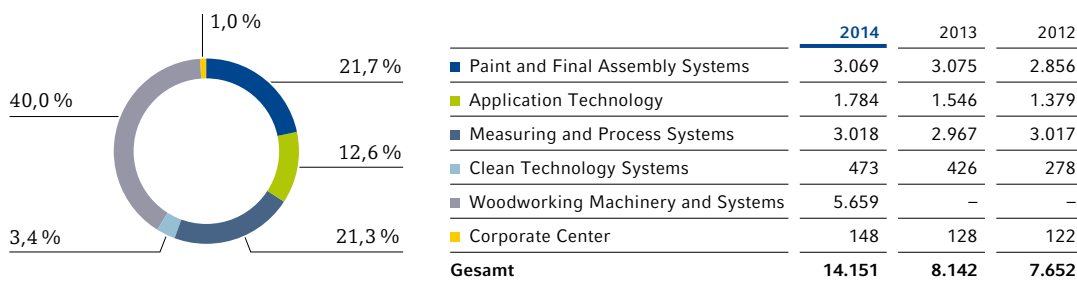 1,0 %
21,7 %
40,0 %
12,6 %
3,4 %
21,3 %
2014 2013 2012
Paint and Final Assembly Systems 3.069 3.075 2.856
Application Technology 1.784 1.546 1.379
Measuring and Process Systems 3.018 2.967 3.017
Clean Technology Systems 473 426 278
Woodworking Machinery and Systems 5.659 – –
Corporate Center 148 128 122
Gesamt 14.151 8.142 7.652